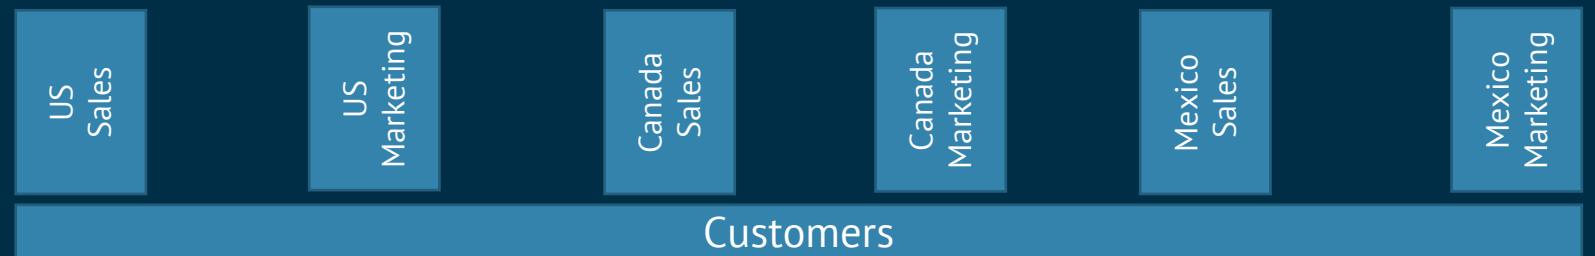 US
Sales
US
Marketing
Canada
Sales
Canada
Marketing
Mexico
Sales
Mexico
Marketing
Customers